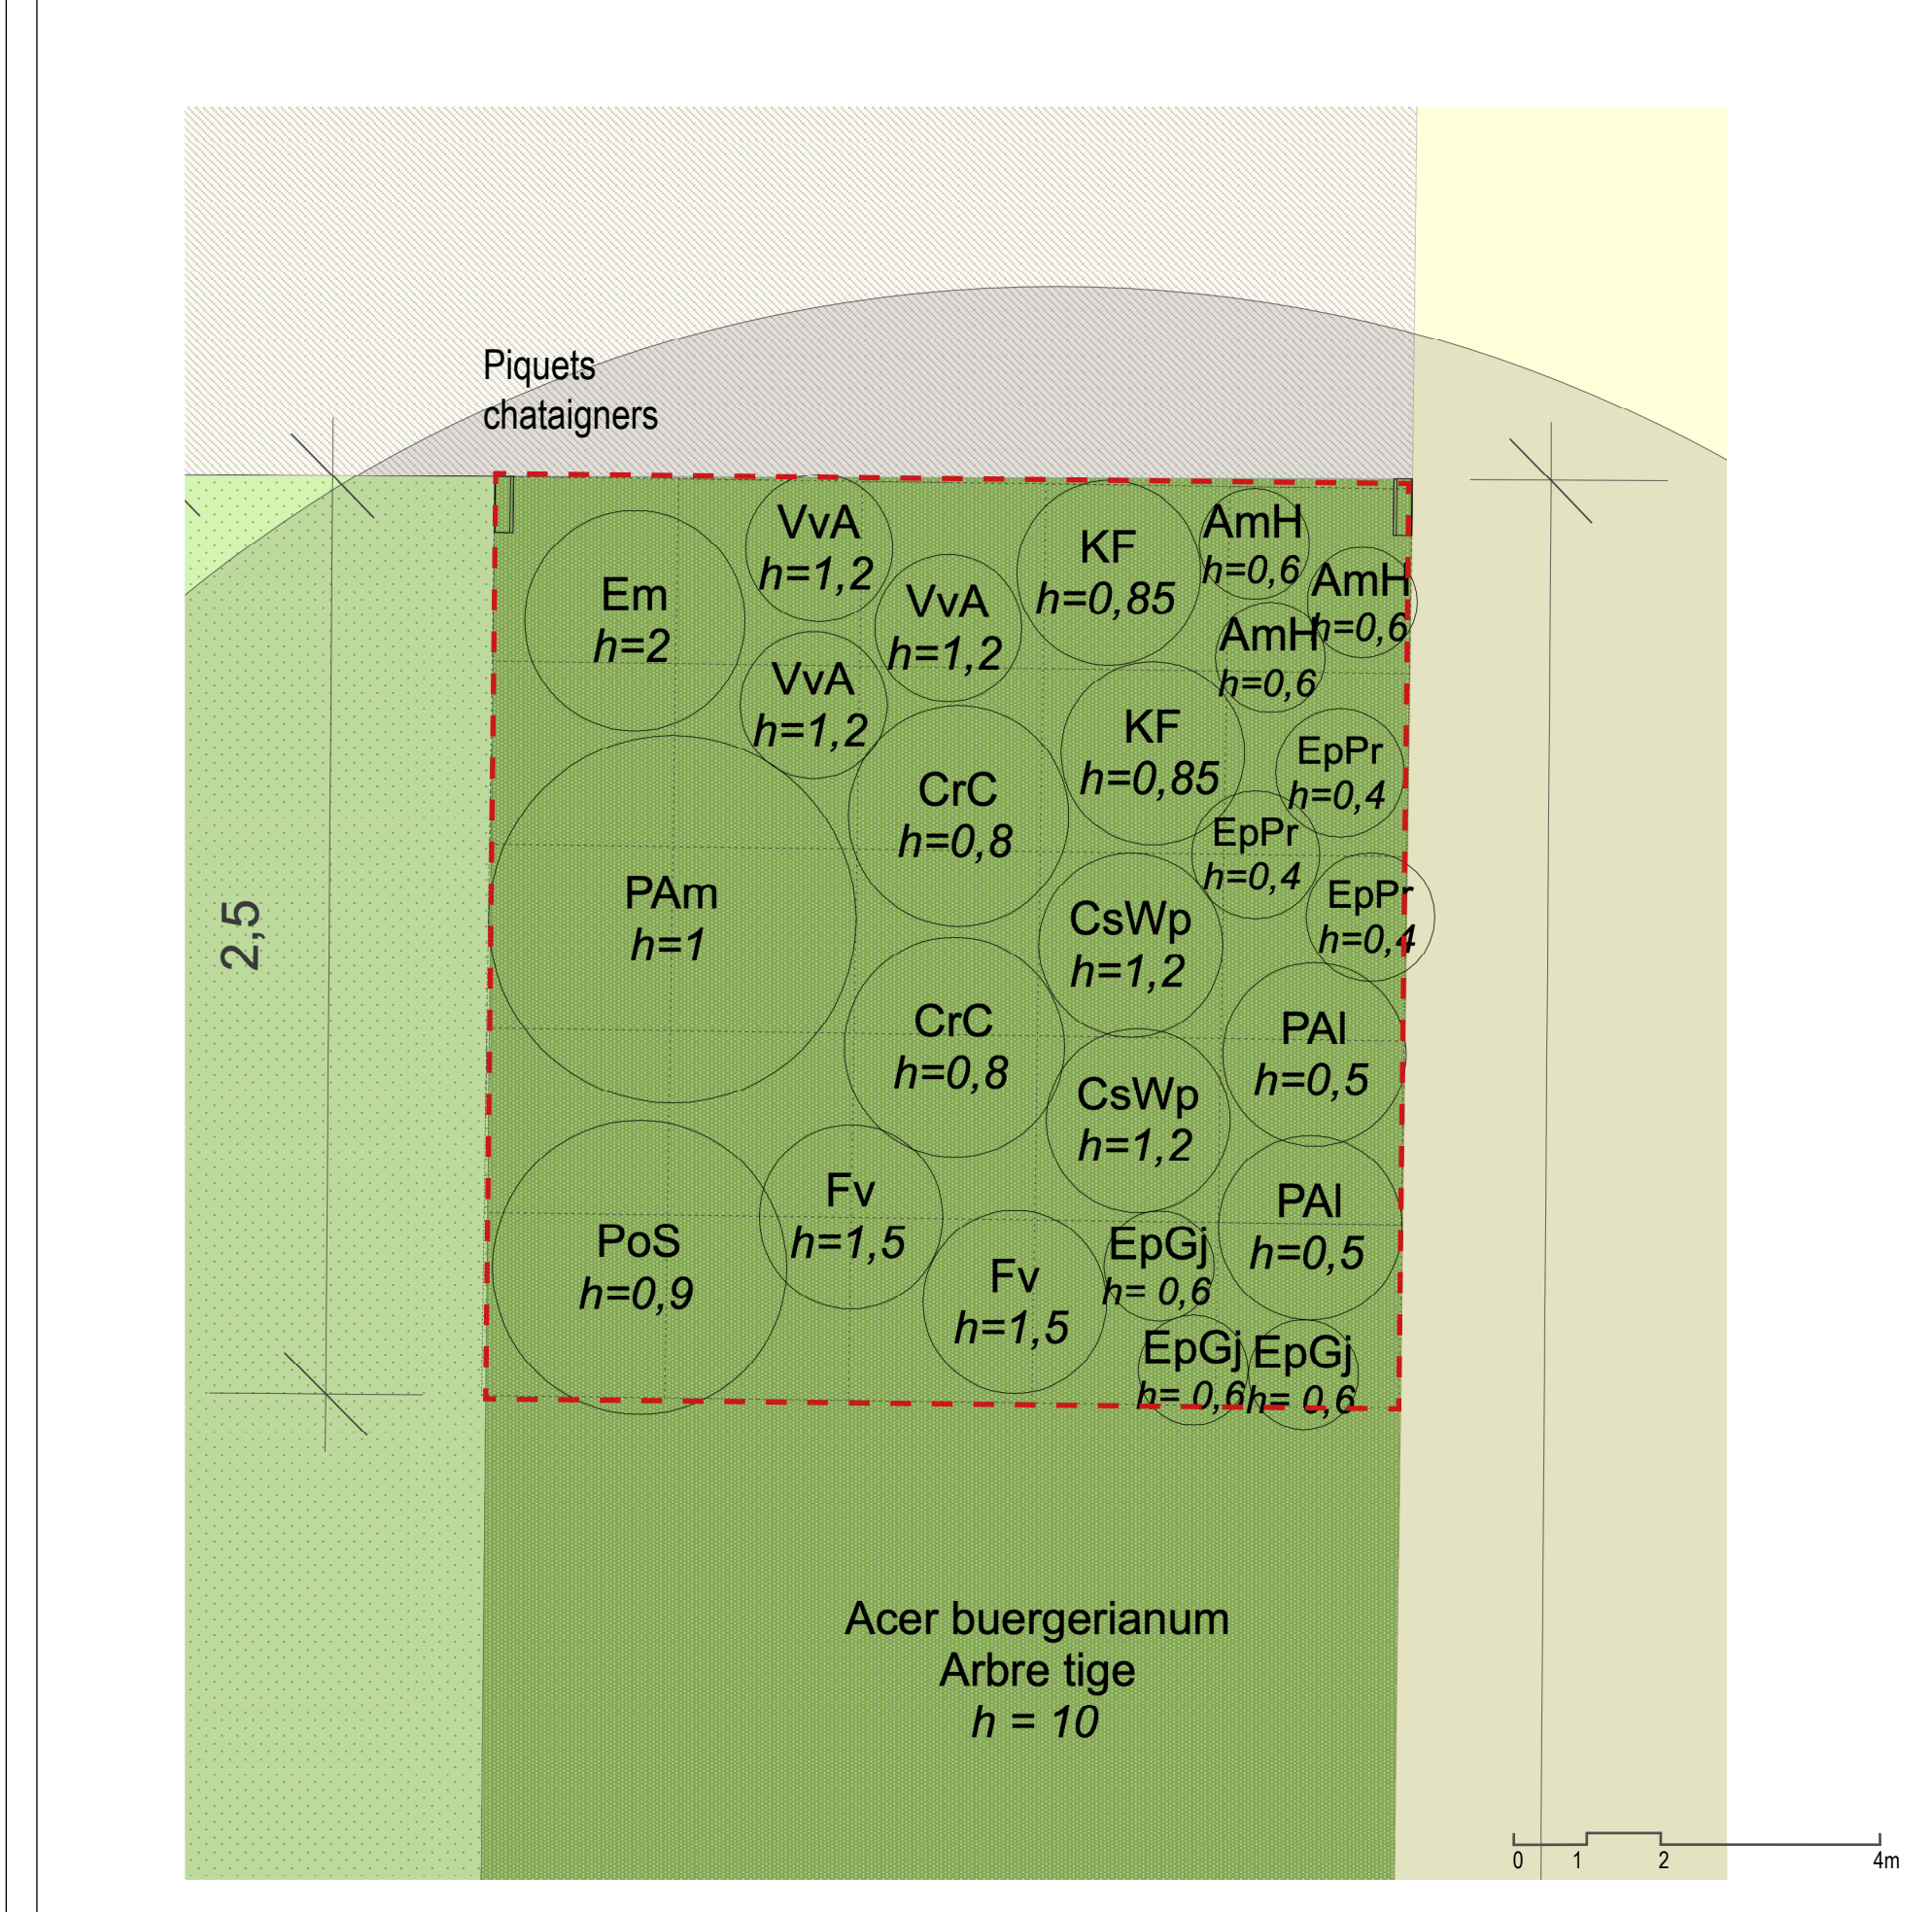 Piquets
chataigners
VvA
h=1,2
KF
h=0,85
AmH
h=0,6
Em
h=2
VvA
h=1,2
AmH
h=0,6
AmH
h=0,6
VvA
h=1,2
KF
h=0,85
EpPr
h=0,4
CrC
h=0,8
EpPr
h=0,4
PAm
h=1
CsWp
h=1,2
EpPr
h=0,4
2,5
CrC
h=0,8
PAl
h=0,5
CsWp
h=1,2
Fv
h=1,5
PAl
h=0,5
PoS
h=0,9
Fv
h=1,5
EpGj
h= 0,6
EpGj
h= 0,6
EpGj
h= 0,6
Acer buergerianum
Arbre tige
h = 10
0 1 2 4m